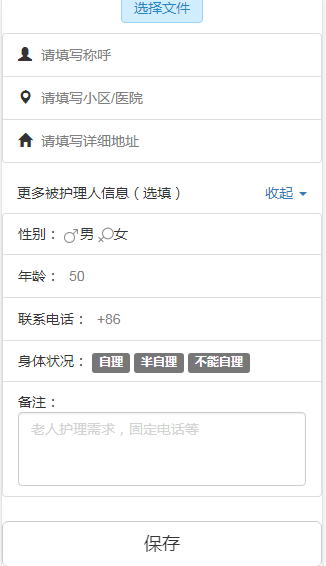 选择文件
请填写称呼
请填写小区/医院
请填写详细地址
更多被护理人信息（选填） 收起
性别： 男 女
年龄： 50
联系电话： +86
身体状况： 自理 半自理 不能自理
备注：
老人护理需求，固定电话等
保存